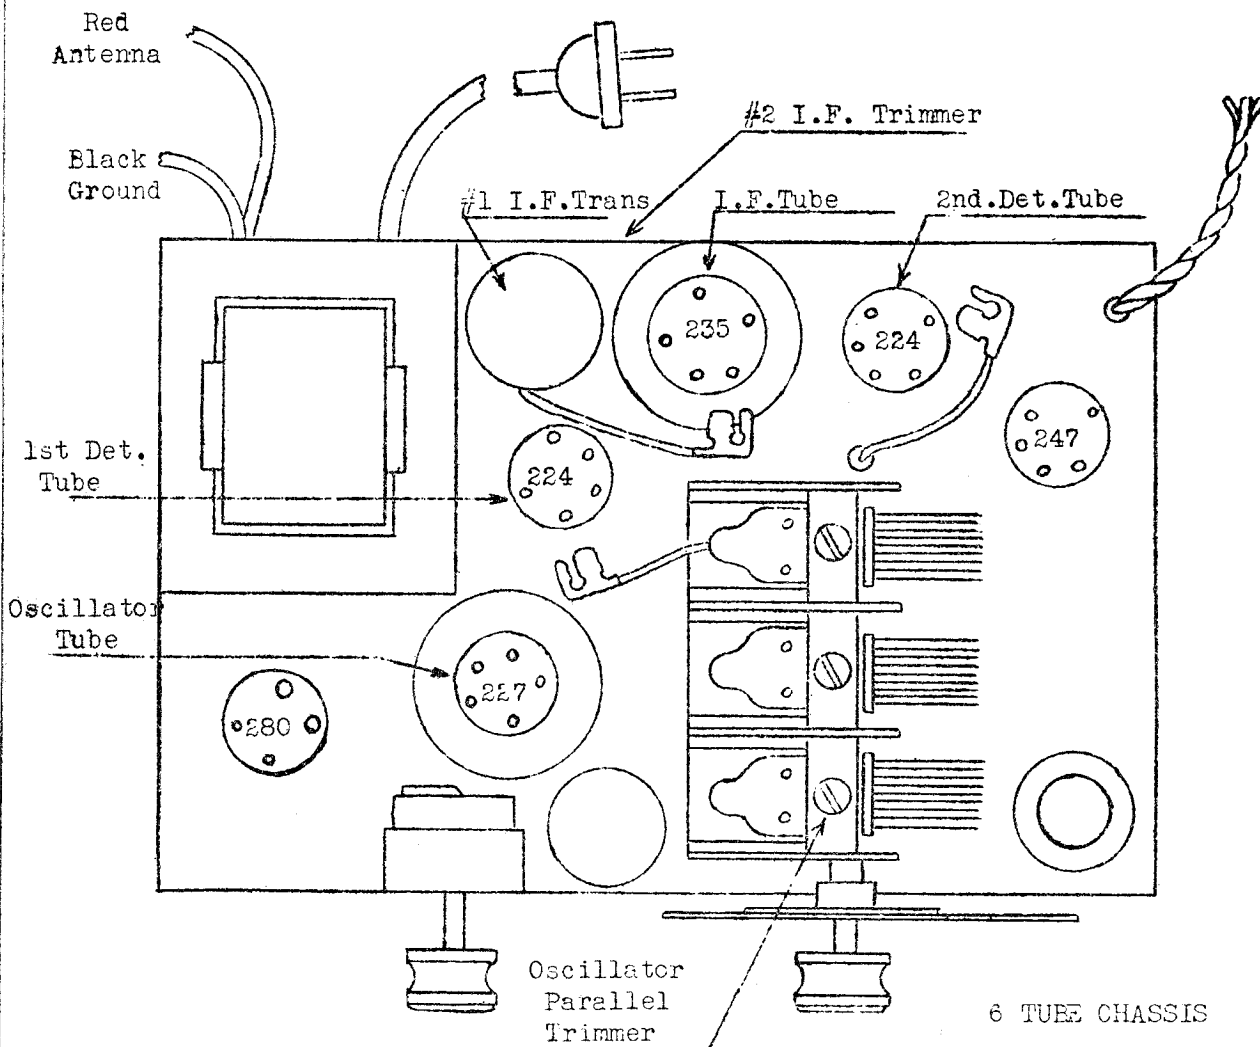 Red
Antenna
#2 I.F. Trimmer
Black
Ground
#1 I.F.Trans
I.F.Tube
2nd.Det.Tube
235
224
247
1st Det.
Tube
224
Oscillator
Tube
227
280
Oscillator
Parallel
Trimmer
6 TUBE CHASSIS